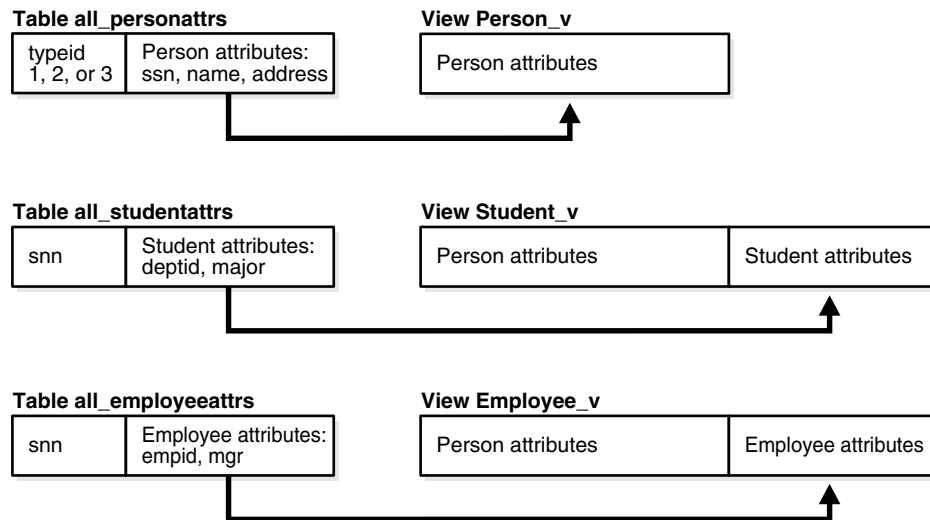 Table all_personattrs
View Person_v
typeid
1, 2, or 3
Person attributes:
ssn, name, address
Person attributes
Table all_studentattrs
View Student_v
snn
Student attributes:
deptid, major
Person attributes
Student attributes
Table all_employeeattrs
View Employee_v
snn
Employee attributes:
empid, mgr
Person attributes
Employee attributes